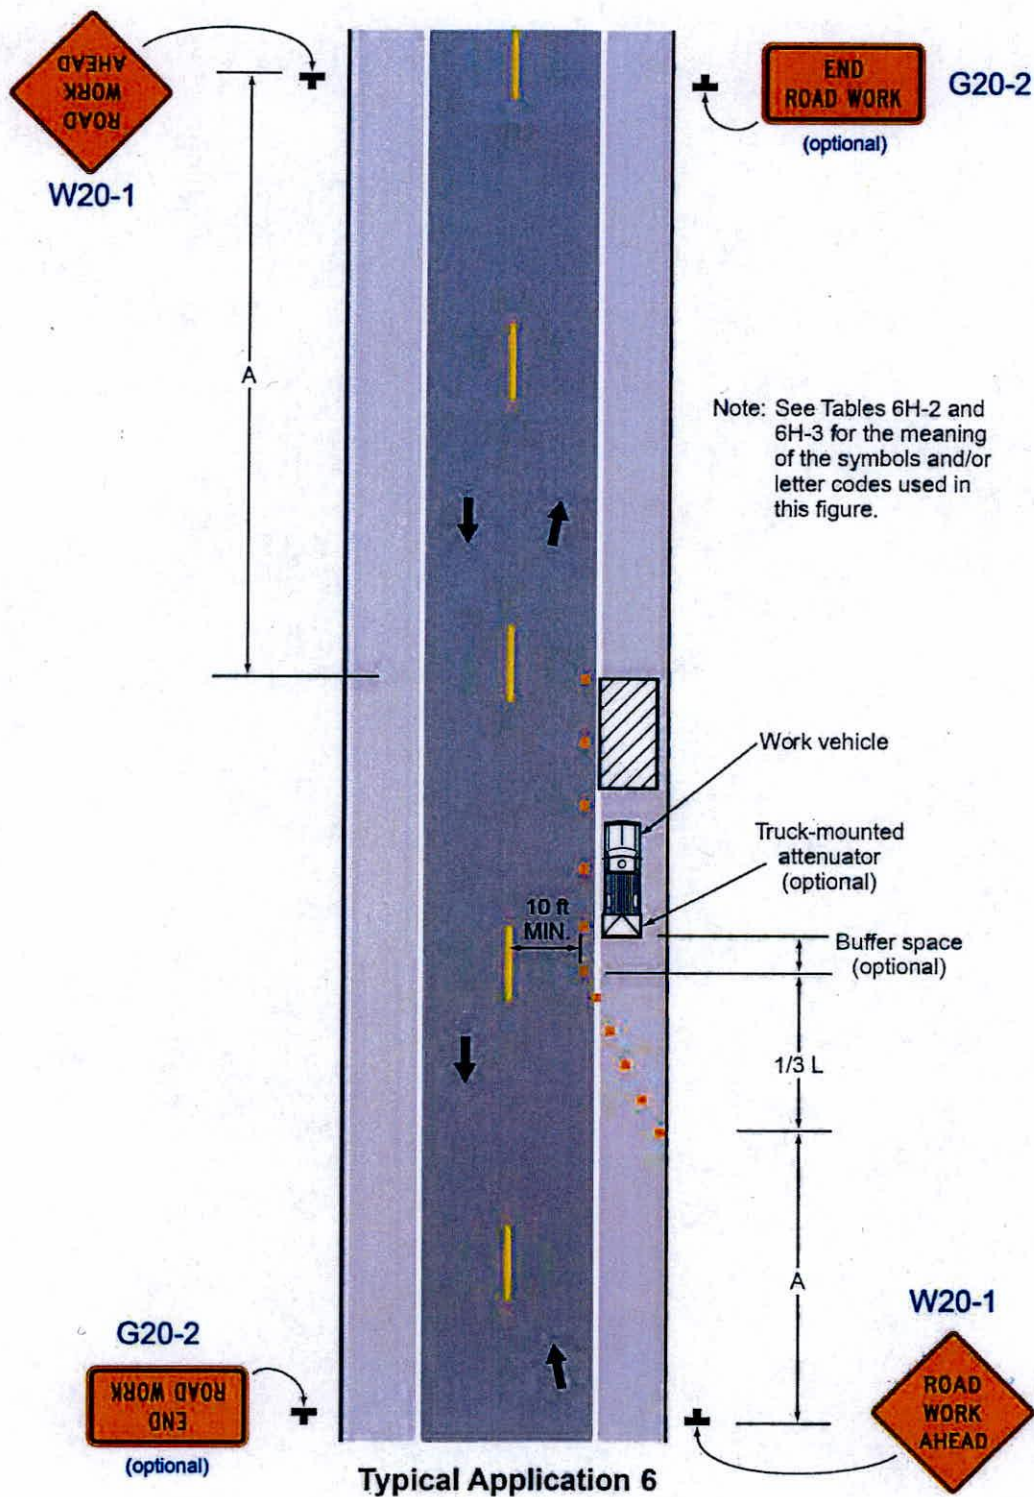 ROAD
WORK
AHEAD
W20-1
END
ROAD WORK
(optional)
G20-2
A
Note: See Tables 6H-2 and
6H-3 for the meaning
of the symbols and/or
letter codes used in
this figure.
Work vehicle
Truck-mounted
attenuator
(optional)
10 ft
MIN.
Buffer space
(optional)
1/3 L
A
W20-1
ROAD
WORK
AHEAD
G20-2
END
ROAD WORK
(optional)
Typical Application 6